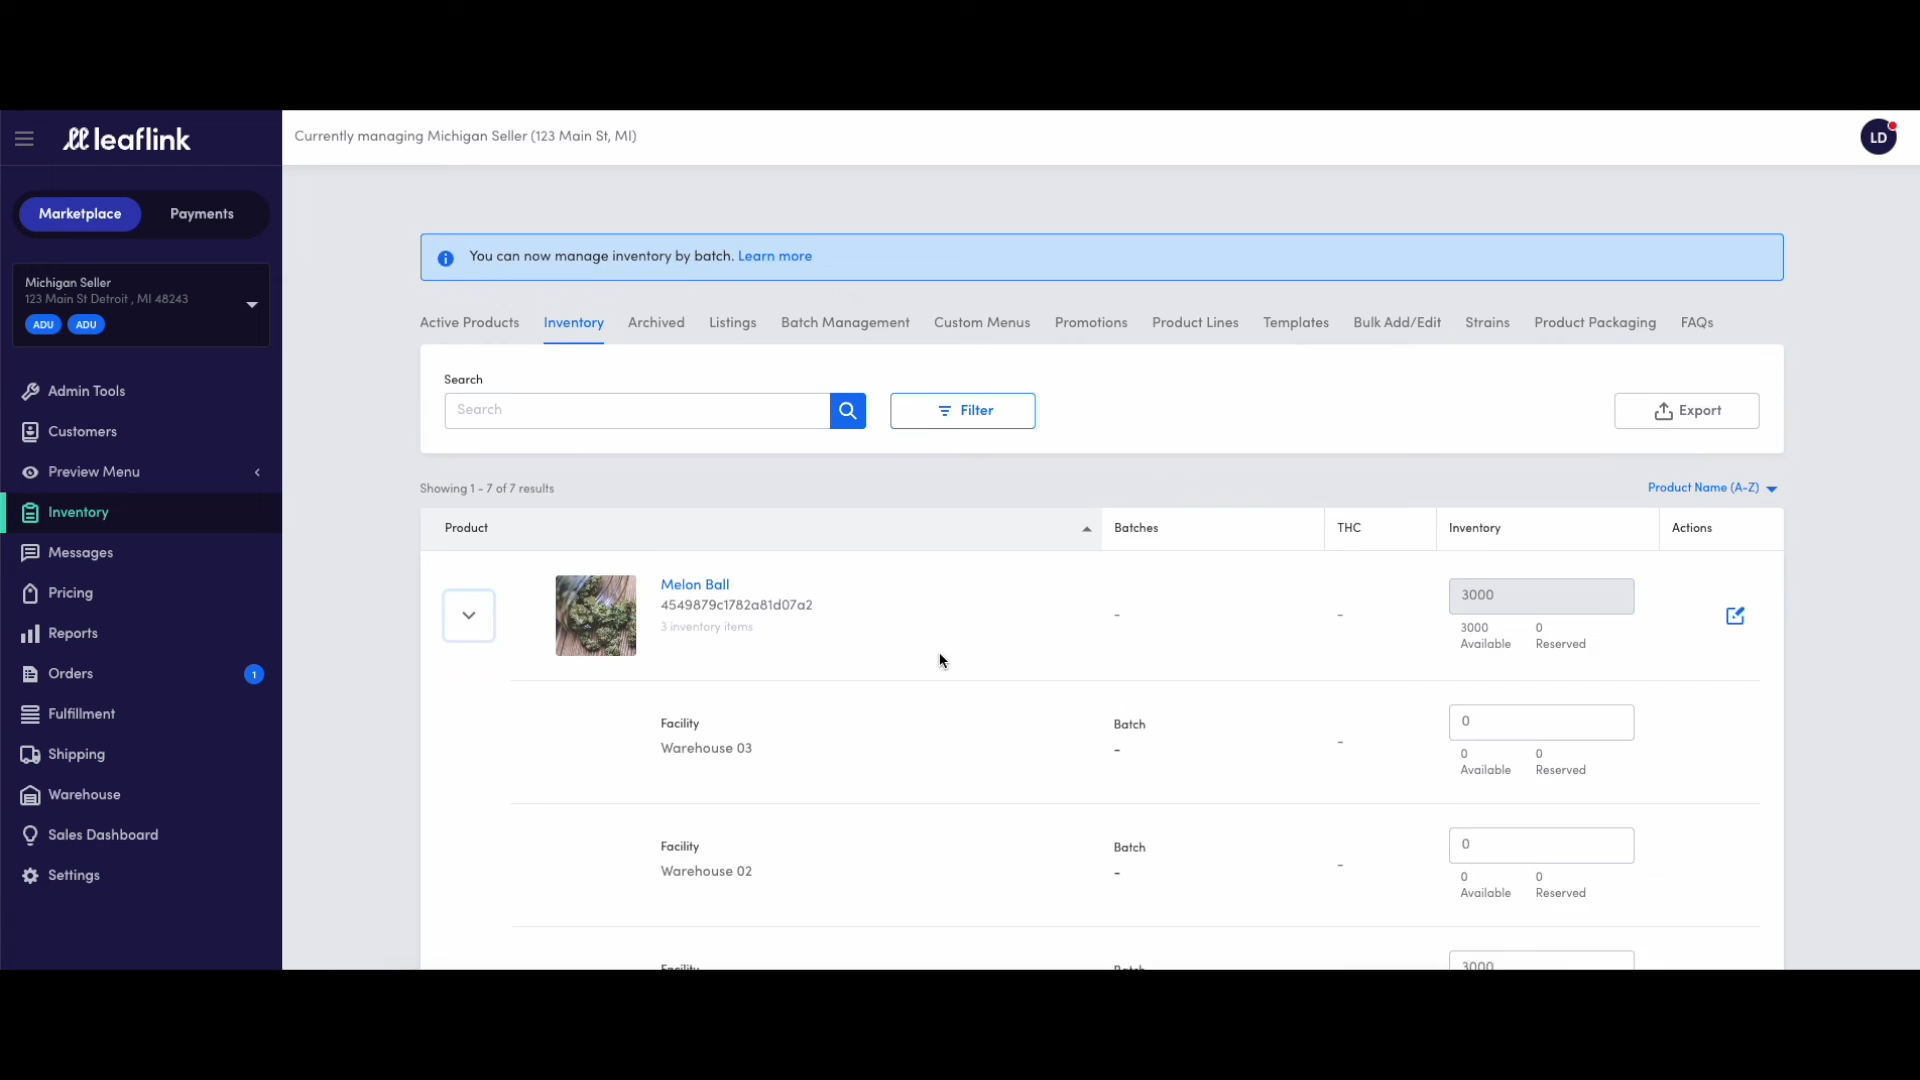 leaflink
Currently managing Michigan Seller (123 Main St, MI)
LD
Marketplace
Payments
Michigan Seller
123 Main St Detroit , MI 48243
ADU
ADU
Admin Tools
Customers
Preview Menu
Inventory
Messages
Pricing
Reports
Orders
1
Fulfillment
Shipping
Warehouse
Sales Dashboard
Settings
You can now manage inventory by batch. Learn more
Active Products
Inventory
Archived
Listings
Batch Management
Custom Menus
Promotions
Product Lines
Templates
Bulk Add/Edit
Strains
Product Packaging
FAQs
Search
Search
Filter
Export
Showing 1 - 7 of 7 results
Product Name (A-Z)
Product
Batches
THC
Inventory
Actions
Melon Ball
4549879c1782a81d07a2
3 inventory items
-
-
3000
3000
Available
0
Reserved
Facility
Warehouse 03
Batch
-
-
0
0
Available
0
Reserved
Facility
Warehouse 02
Batch
-
-
0
0
Available
0
Reserved
Facility
Batch
3000